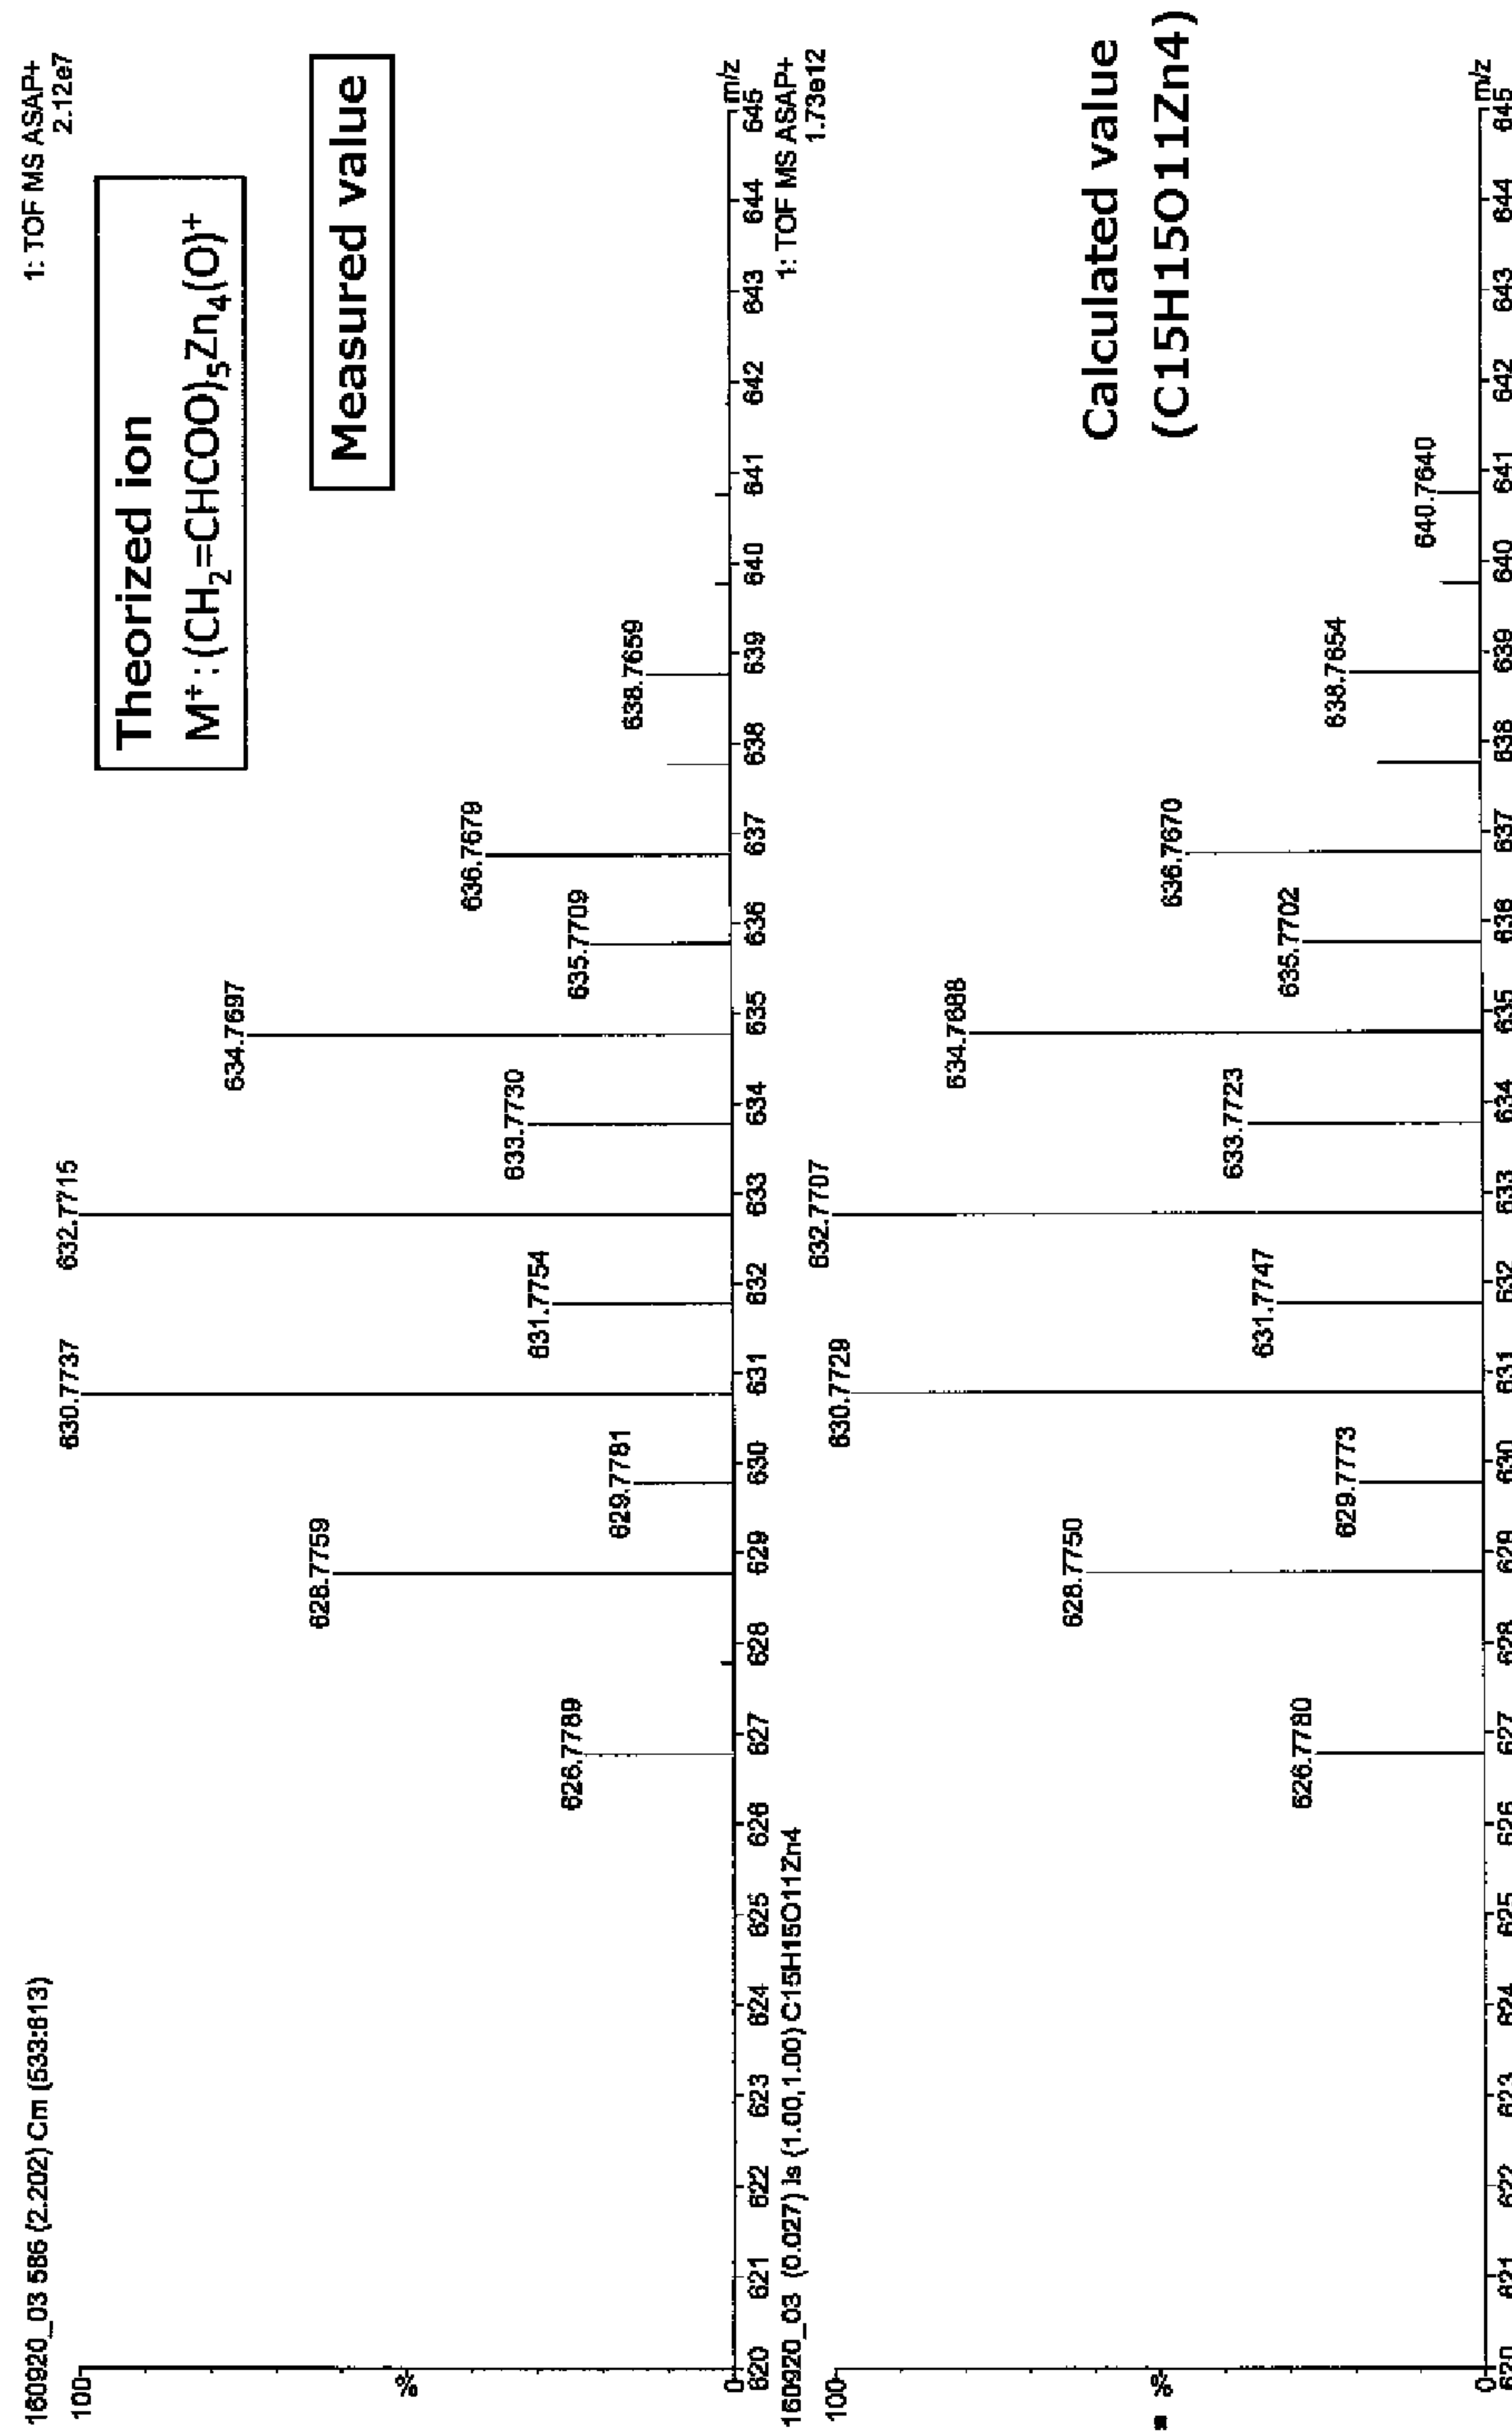 160920_03 586 (2.202) Cm (533:613)
1: TOF MS ASAP+
2.12e7
Theorized ion
M⁺:(CH₂=CHCOO)₅Zn₄(O)⁺
Measured value
100
%
0
626.7789
628.7759
629.7781
630.7737
631.7754
632.7715
633.7730
634.7697
635.7709
636.7679
638.7659
620 621 622 623 624 625 626 627 628 629 630 631 632 633 634 635 636 637 638 639 640 641 642 643 644 645
m/z
160920_03 (0.027) Is (1.00,1.00) C15H15O11Zn4
1: TOF MS ASAP+
1.73e12
Calculated value
(C15H15O11Zn4)
100
%
0
626.7780
628.7750
629.7773
630.7729
631.7747
632.7707
633.7723
634.7688
635.7702
636.7670
638.7654
640.7640
620 621 622 623 624 625 626 627 628 629 630 631 632 633 634 635 636 637 638 639 640 641 642 643 644 645
m/z